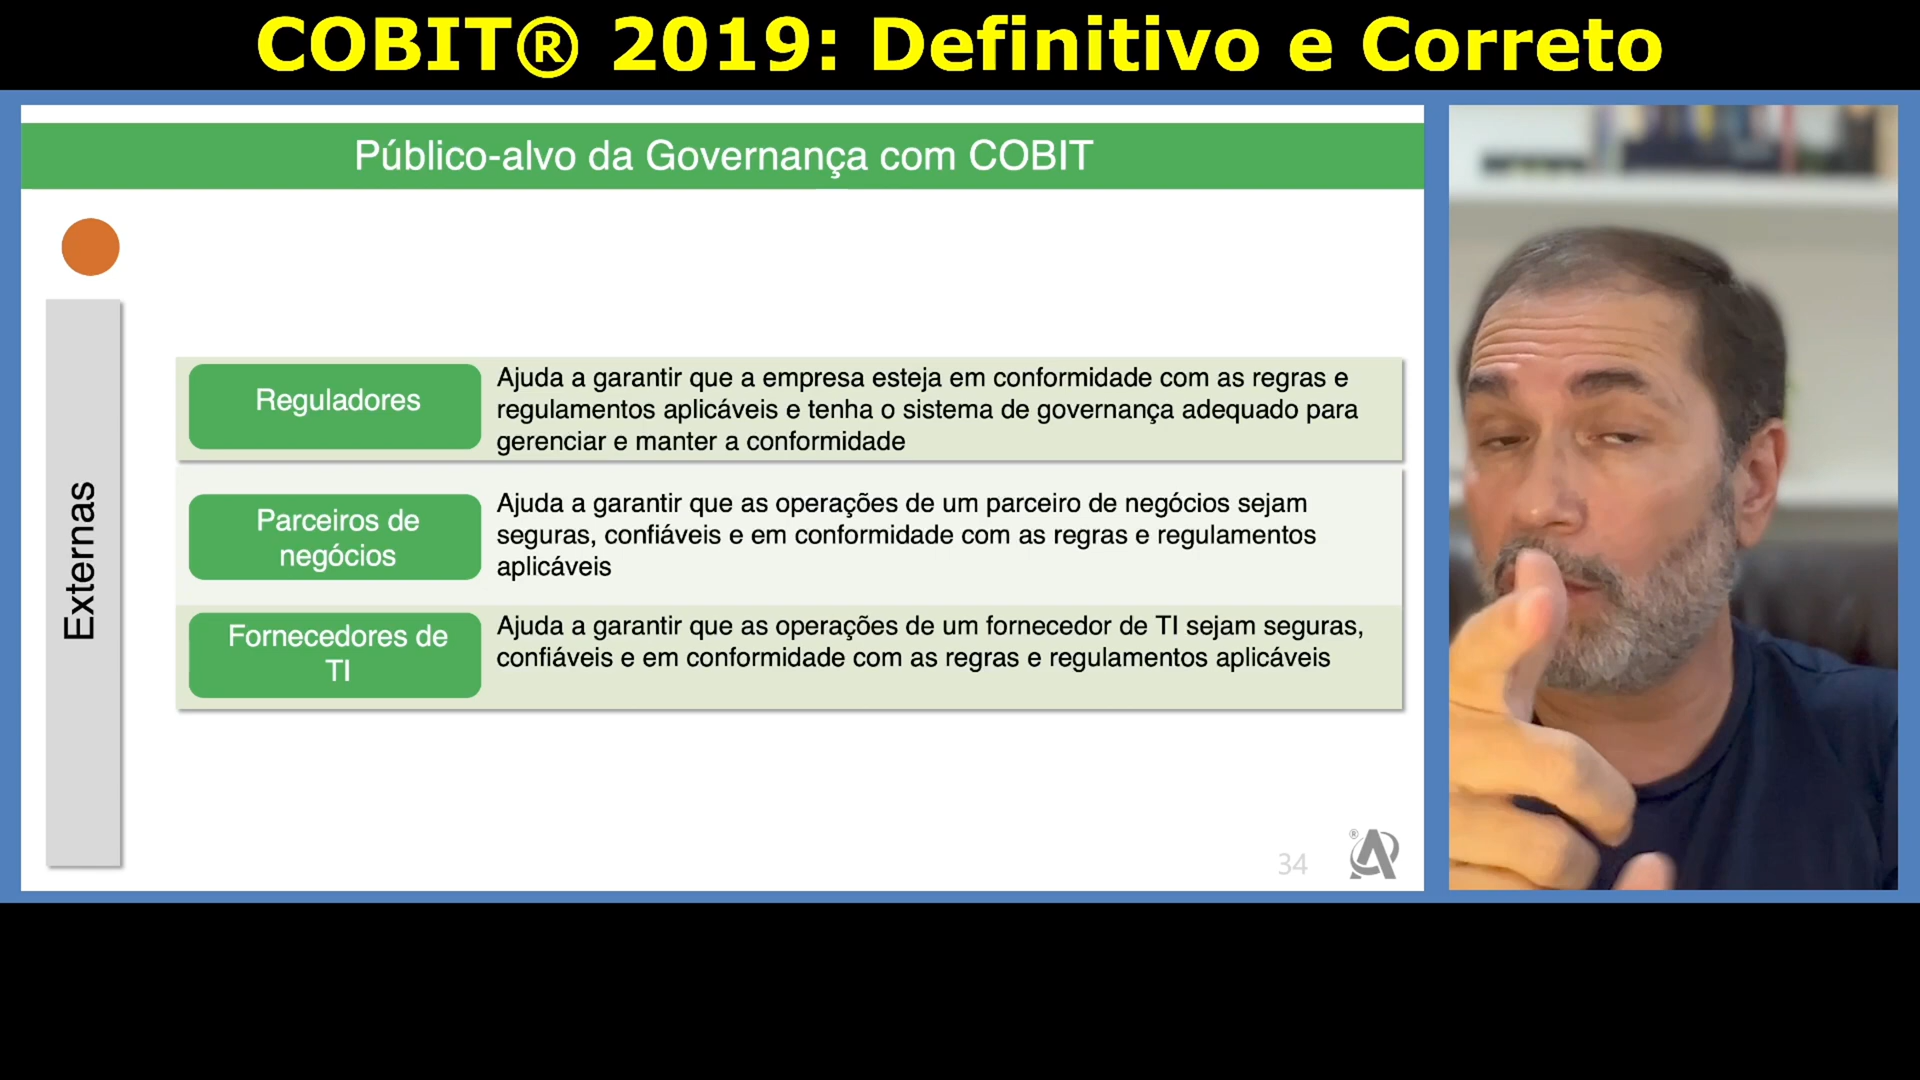 COBIT® 2019: Definitivo e Correto
Público-alvo da Governança com COBIT
Externas
Reguladores
Ajuda a garantir que a empresa esteja em conformidade com as regras e
regulamentos aplicáveis e tenha o sistema de governança adequado para
gerenciar e manter a conformidade
Parceiros de
negócios
Ajuda a garantir que as operações de um parceiro de negócios sejam
seguras, confiáveis e em conformidade com as regras e regulamentos
aplicáveis
Fornecedores de
TI
Ajuda a garantir que as operações de um fornecedor de TI sejam seguras,
confiáveis e em conformidade com as regras e regulamentos aplicáveis
34
®